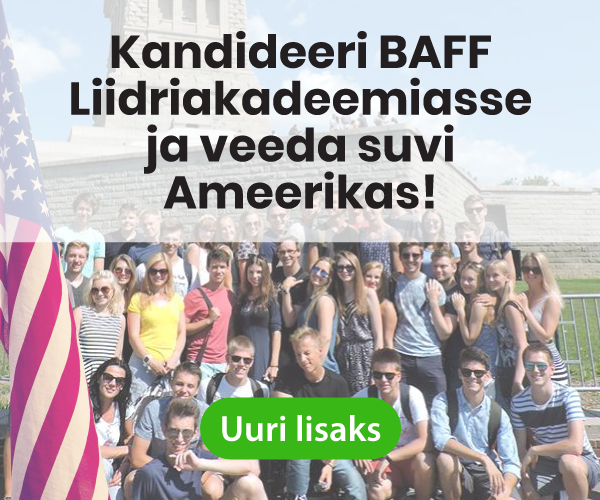 Kandideeri BAFF
Liidriakadeemiasse
ja veeda suvi
Ameerikas!
Uuri lisaks